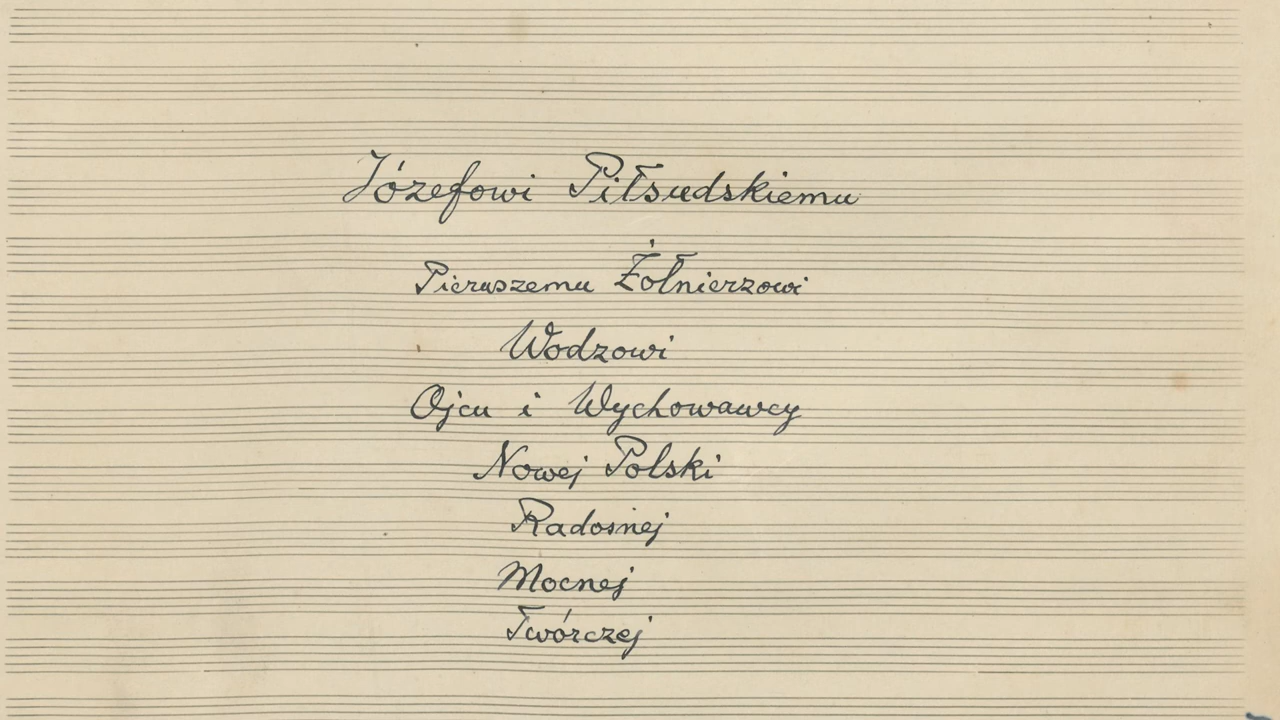 Józefowi Piłsudskiemu
Pierwszemu Żołnierzowi
Wodzowi
Ojcu i Wychowawcy
Nowej Polski
Radosnej
Mocnej
Twórczej